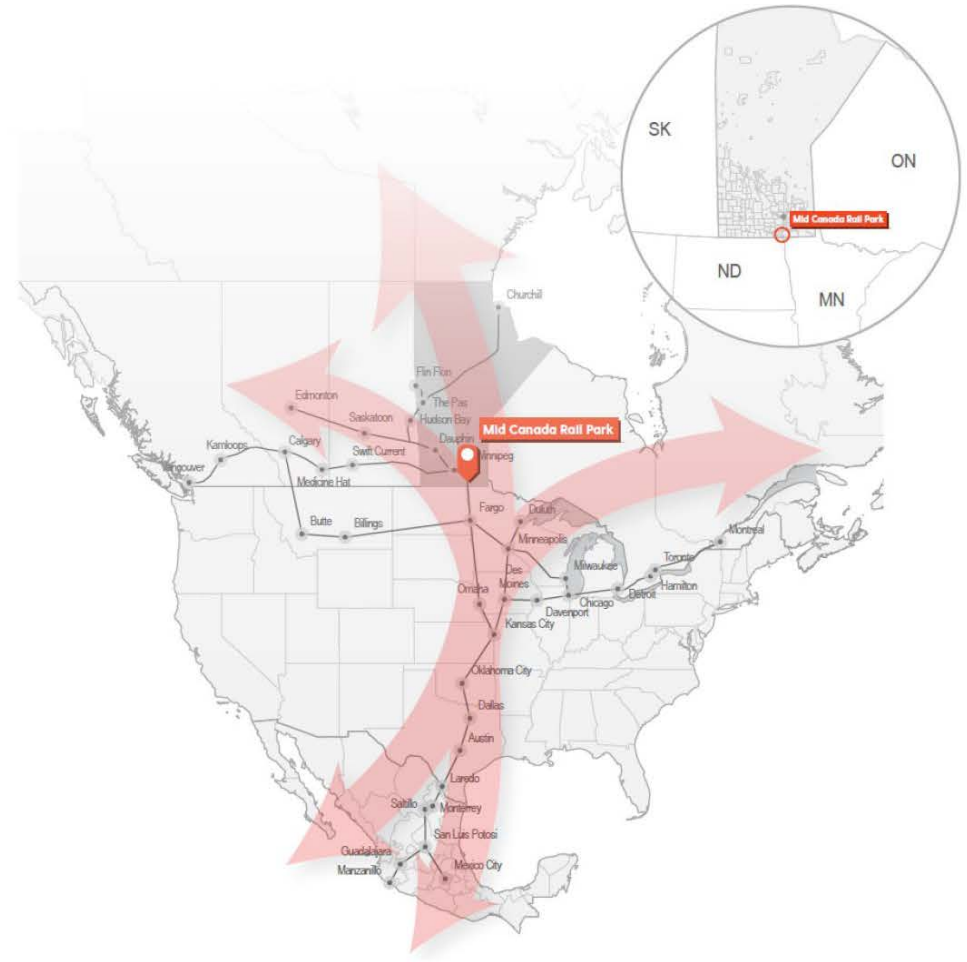 SK
ON
Mid Canada Rail Park
ND
MN
Churchill
Flin Flon
Edmonton
The Pas
Saskatoon
Hudson Bay
Mid Canada Rail Park
Kamloops
Calgary
Dauphin
Swift Current
Winnipeg
Vancouver
Medicine Hat
Fargo
Duluth
Butte
Billings
Minneapolis
Montreal
Toronto
Des
Moines
Milwaukee
Omaha
Hamilton
Detroit
Chicago
Davenport
Kansas City
Oklahoma City
Dallas
Austin
Laredo
Saltillo
Monterrey
San Luis Potosi
Guadalajara
Mexico City
Manzanillo